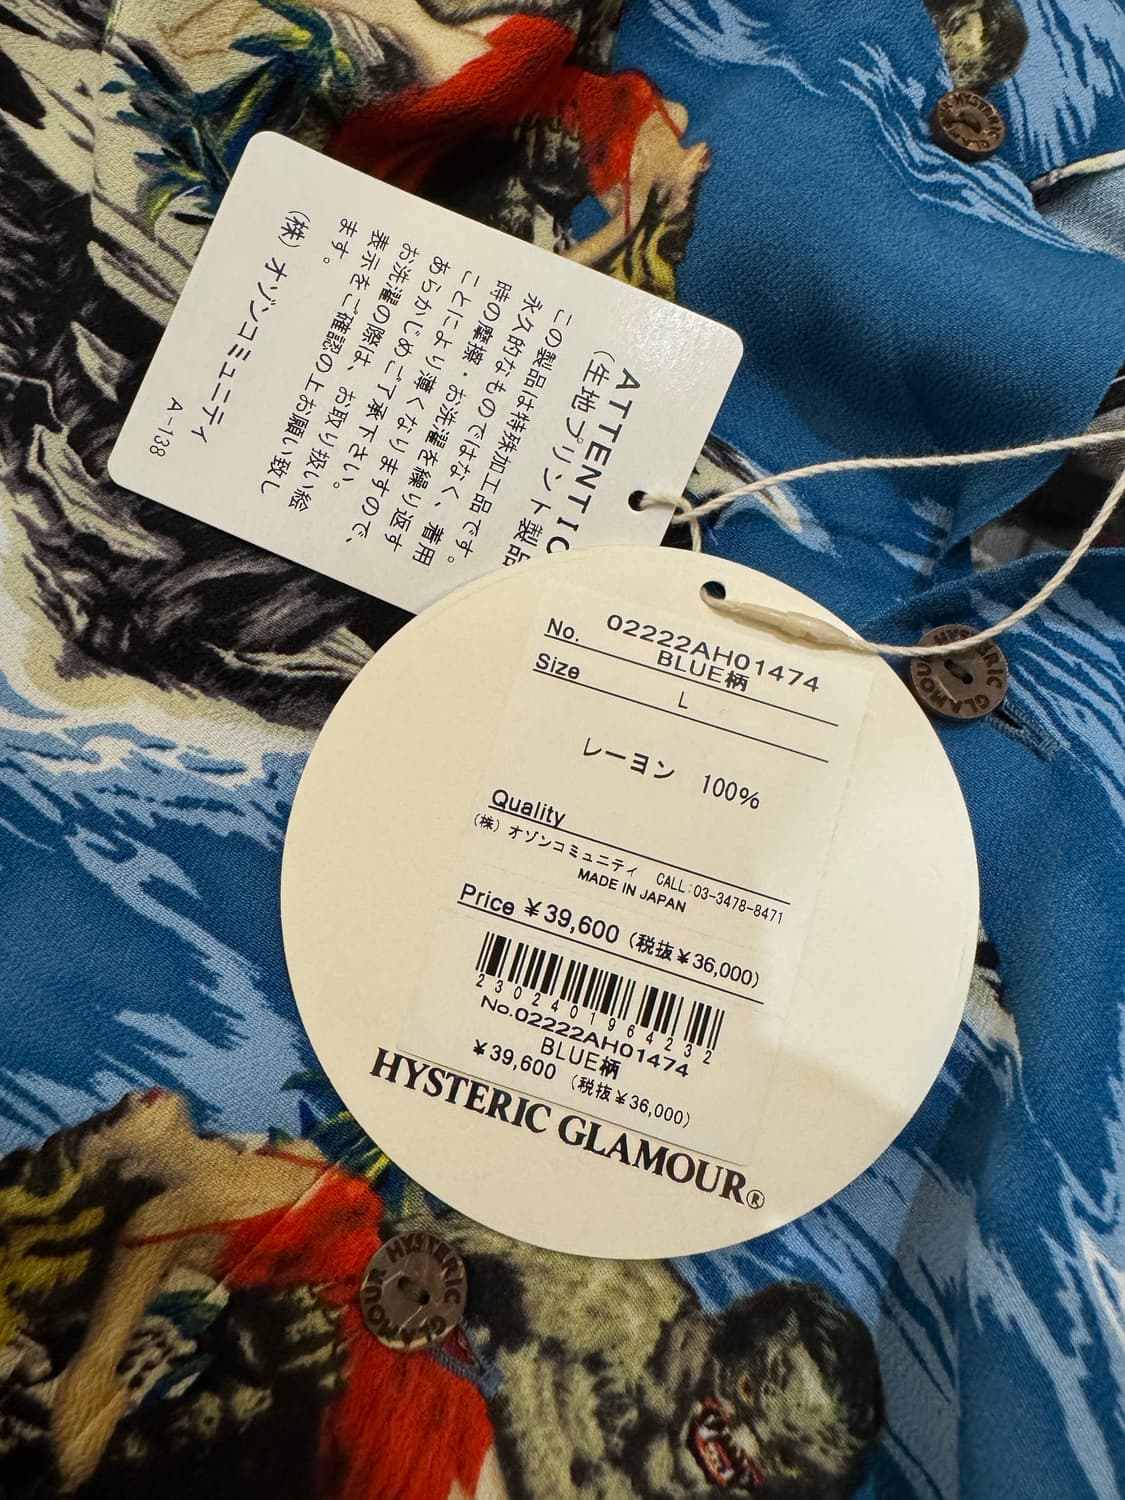 ATTENTIO
(生地プリント製品
この製品は特殊加工品です。
永久的なものではなく、着用
時の摩擦・お洗濯を繰り返す
ことにより薄くなりますので、
あらかじめご了承下さい。
お洗濯の際は、お取り扱い絵
表示をご確認の上お願い致し
ます。
(株)オゾンコミュニティ
A-138
No. 02222AH01474
BLUE柄
Size L
レーヨン 100%
Quality
(株)オゾンコミュニティ CALL:03-3478-8471
MADE IN JAPAN
Price ¥39,600 (税抜¥36,000)
2302401964232
No.02222AH01474
BLUE柄
¥39,600 (税抜¥36,000)
HYSTERIC GLAMOUR®
HYSTERIC GLAMOUR
HYSTERIC GLAMOUR